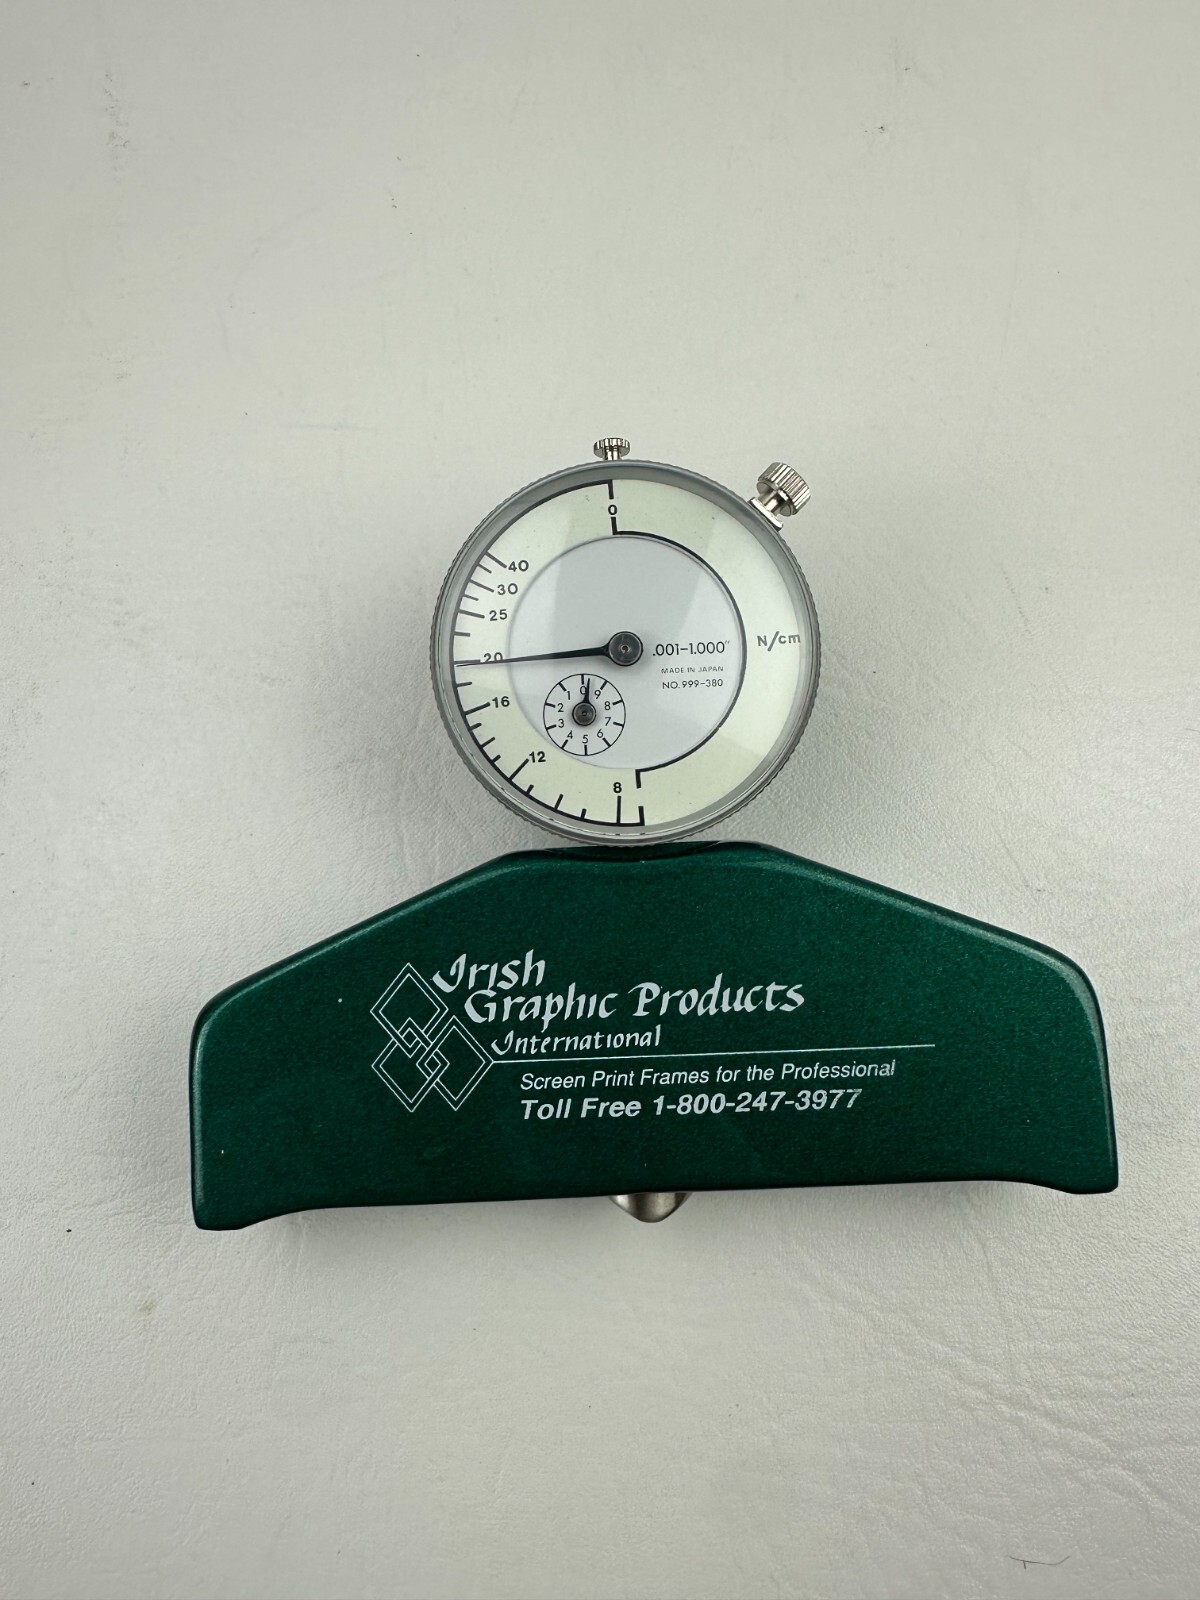 0
40
30
25
20
16
12
8
N/cm
.001-1.000"
MADE IN JAPAN
NO. 999-380
0 9 8 7 6 5 4 3 2 1
Irish
Graphic Products
International
Screen Print Frames for the Professional
Toll Free 1-800-247-3977